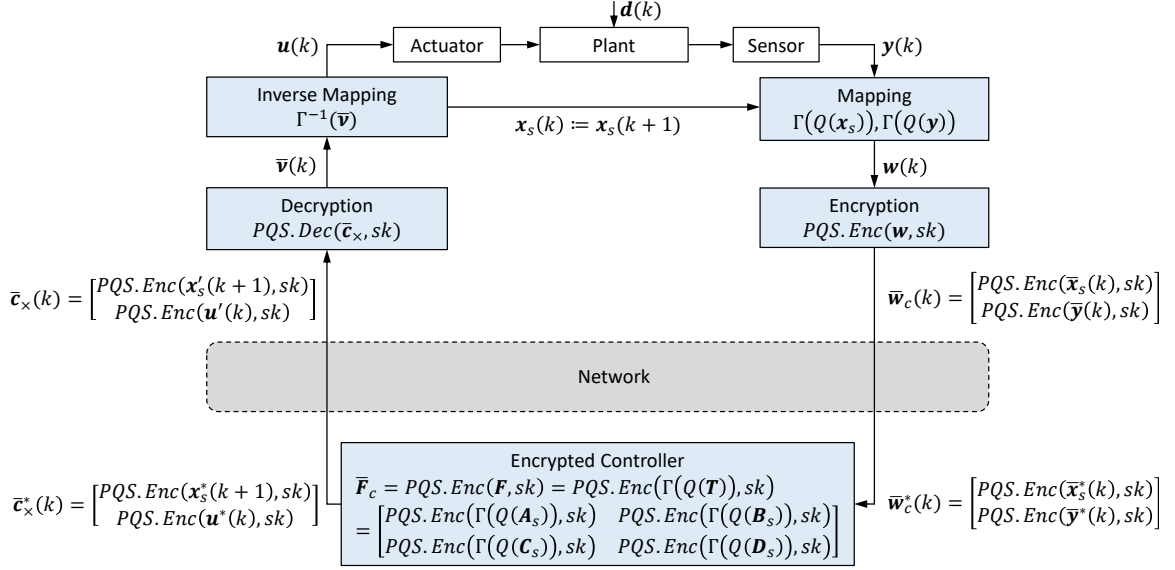 d(k)
u(k)
Actuator
Plant
Sensor
y(k)
Inverse Mapping
Γ⁻¹(v̅)
x_s(k) ≔ x_s(k + 1)
Mapping
Γ(Q(x_s)), Γ(Q(y))
v̅(k)
w(k)
Decryption
PQS.Dec(c̅_×, sk)
Encryption
PQS.Enc(w, sk)
c̅_×(k) = [PQS.Enc(x′_s(k + 1), sk)
PQS.Enc(u′(k), sk)]
w̅_c(k) = [PQS.Enc(x̅_s(k), sk)
PQS.Enc(y̅(k), sk)]
Network
Encrypted Controller
F̅_c = PQS.Enc(F, sk) = PQS.Enc(Γ(Q(T)), sk)
= [PQS.Enc(Γ(Q(A_s)), sk) PQS.Enc(Γ(Q(B_s)), sk)
PQS.Enc(Γ(Q(C_s)), sk) PQS.Enc(Γ(Q(D_s)), sk)]
c̅*_×(k) = [PQS.Enc(x*_s(k + 1), sk)
PQS.Enc(u*(k), sk)]
w̅*_c(k) = [PQS.Enc(x̅*_s(k), sk)
PQS.Enc(y̅*(k), sk)]